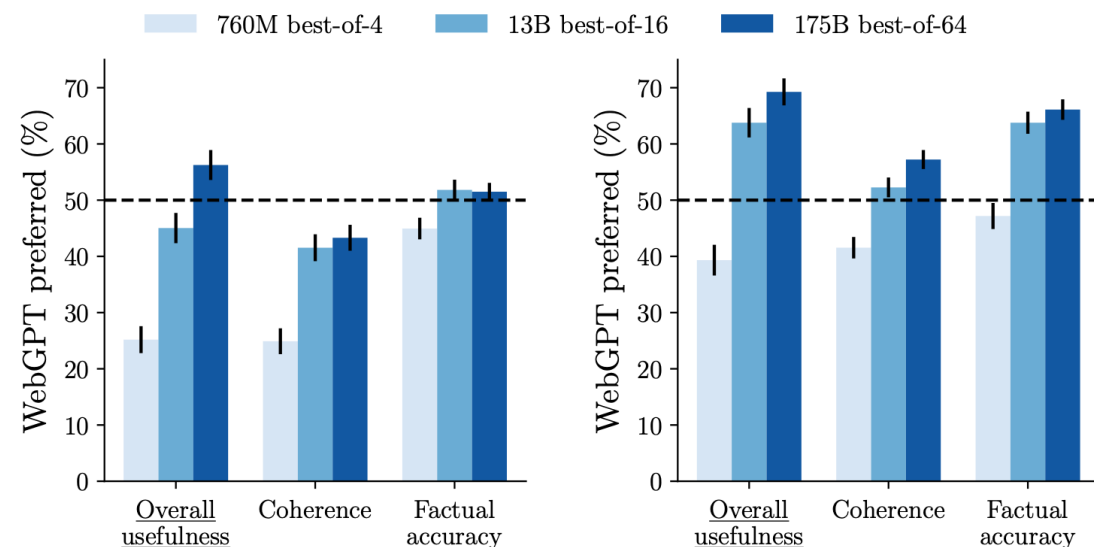 760M best-of-4 13B best-of-16 175B best-of-64
WebGPT preferred (%)
70
60
50
40
30
20
10
0
Overall
usefulness
Coherence
Factual
accuracy
WebGPT preferred (%)
70
60
50
40
30
20
10
0
Overall
usefulness
Coherence
Factual
accuracy